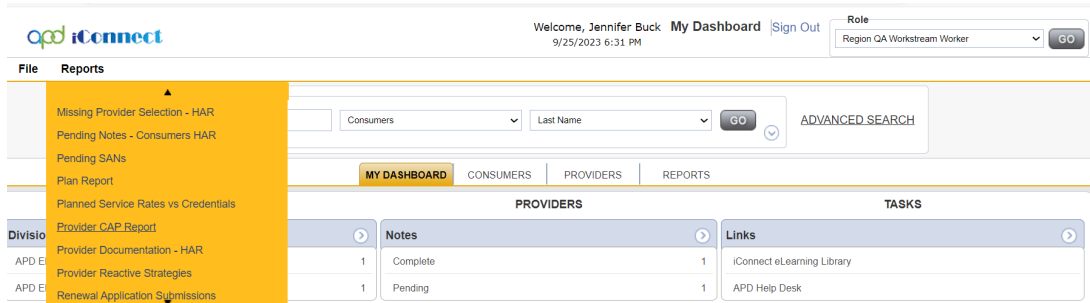 apd iConnect
Welcome, Jennifer Buck My Dashboard Sign Out
9/25/2023 6:31 PM
Role
Region QA Workstream Worker GO
File Reports
Missing Provider Selection - HAR
Pending Notes - Consumers HAR
Pending SANs
Plan Report
Planned Service Rates vs Credentials
Provider CAP Report
Provider Documentation - HAR
Provider Reactive Strategies
Renewal Application Submissions
Consumers Last Name GO ADVANCED SEARCH
MY DASHBOARD CONSUMERS PROVIDERS REPORTS
PROVIDERS TASKS
Divisio Notes Links
APD E 1 Complete 1 iConnect eLearning Library
APD E 1 Pending 1 APD Help Desk